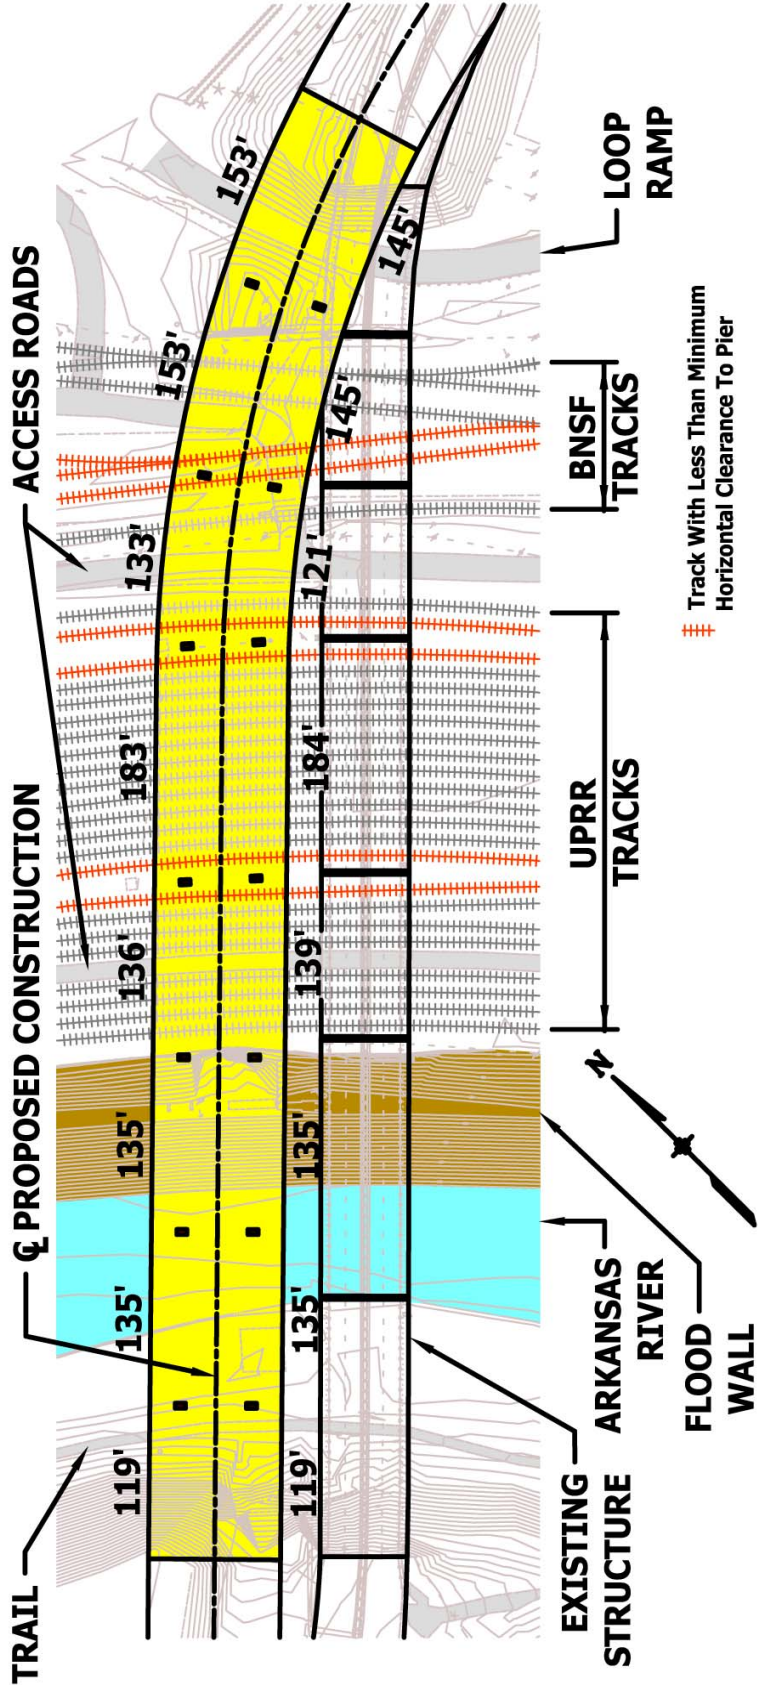 TRAIL
℄ PROPOSED CONSTRUCTION
ACCESS ROADS
119'
135'
135'
136'
183'
133'
153'
153'
119'
135'
135'
139'
184'
121'
145'
145'
EXISTING
STRUCTURE
ARKANSAS
RIVER
FLOOD
WALL
N
UPRR
TRACKS
BNSF
TRACKS
LOOP
RAMP
Track With Less Than Minimum
Horizontal Clearance To Pier